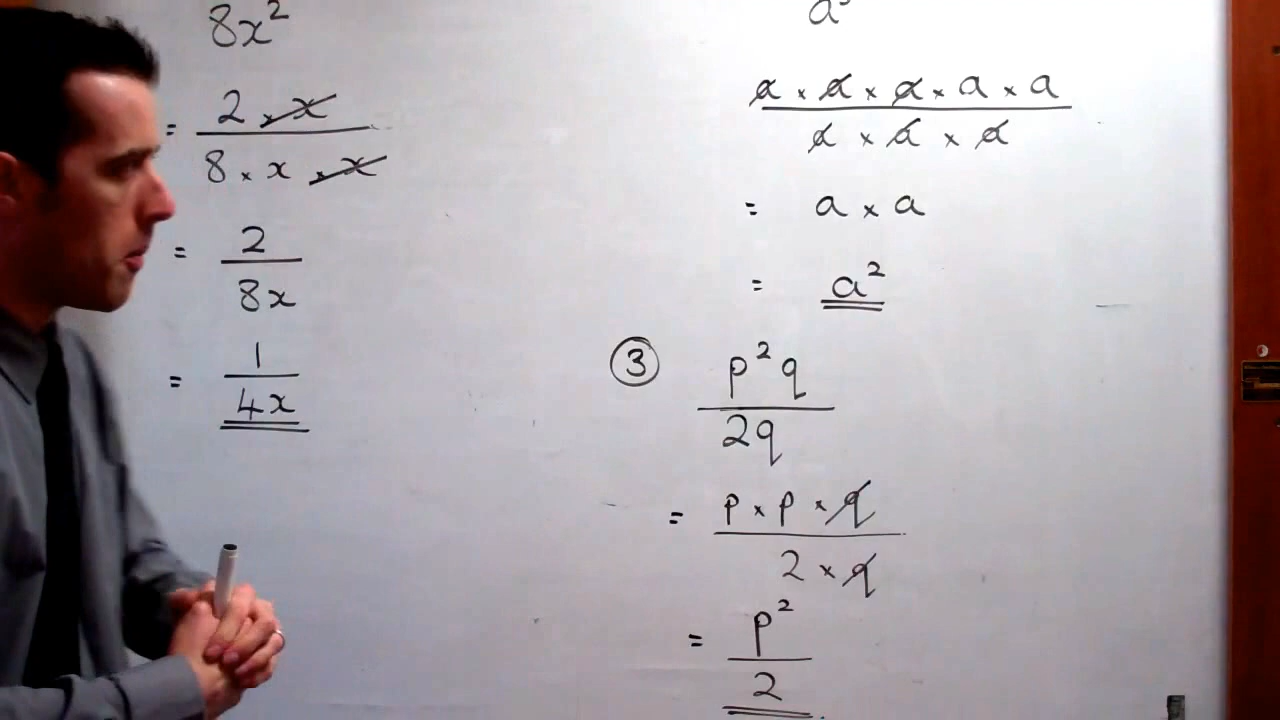 8x²
= 2 × x
8 × x × x
= 2
8x
= 1
4x
a × a × a × a × a
a × a × a
= a × a
= a²
③ p²q
2q
= p × p × q
2 × q
= p²
2